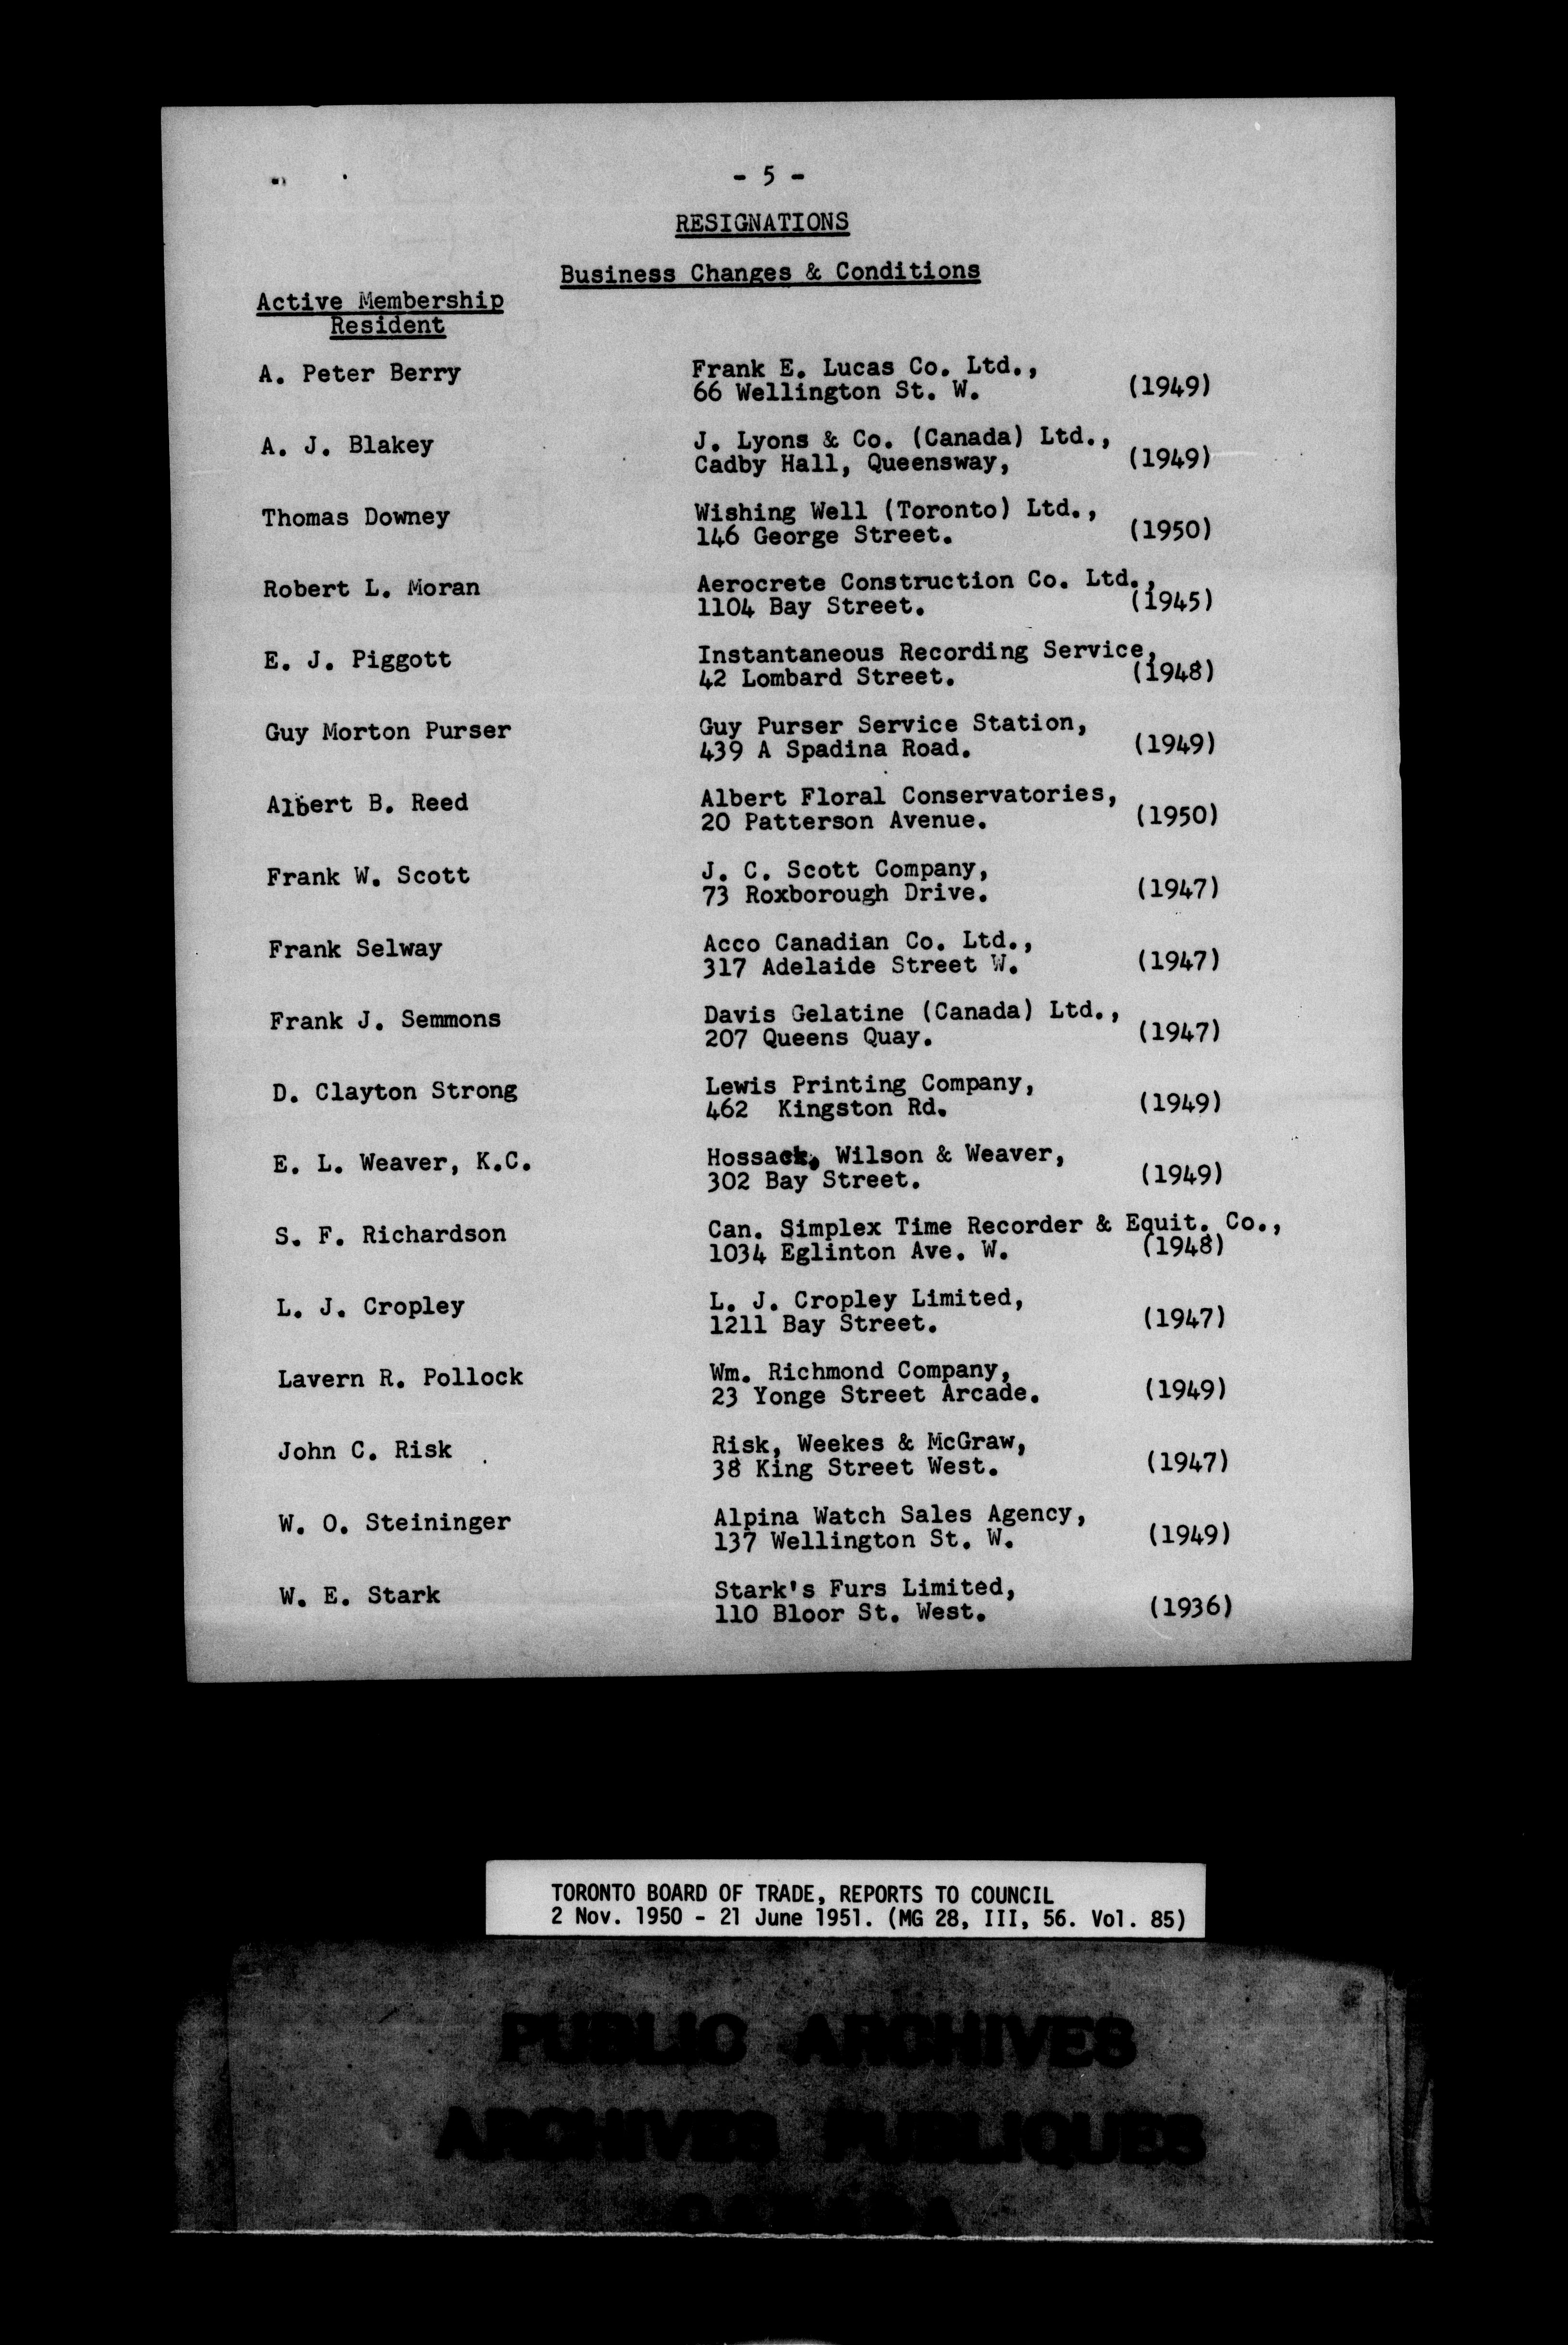 - 5 -
RESIGNATIONS
Business Changes & Conditions
Active Membership
Resident
A. Peter Berry
Frank E. Lucas Co. Ltd.,
66 Wellington St. W. (1949)
A. J. Blakey
J. Lyons & Co. (Canada) Ltd.,
Cadby Hall, Queensway, (1949)
Thomas Downey
Wishing Well (Toronto) Ltd.,
146 George Street. (1950)
Robert L. Moran
Aerocrete Construction Co. Ltd.,
1104 Bay Street. (1945)
E. J. Piggott
Instantaneous Recording Service,
42 Lombard Street. (1948)
Guy Morton Purser
Guy Purser Service Station,
439 A Spadina Road. (1949)
Albert B. Reed
Albert Floral Conservatories,
20 Patterson Avenue. (1950)
Frank W. Scott
J. C. Scott Company,
73 Roxborough Drive. (1947)
Frank Selway
Acco Canadian Co. Ltd.,
317 Adelaide Street W. (1947)
Frank J. Semmons
Davis Gelatine (Canada) Ltd.,
207 Queens Quay. (1947)
D. Clayton Strong
Lewis Printing Company,
462 Kingston Rd. (1949)
E. L. Weaver, K.C.
Hossack, Wilson & Weaver,
302 Bay Street. (1949)
S. F. Richardson
Can. Simplex Time Recorder & Equit. Co.,
1034 Eglinton Ave. W. (1948)
L. J. Cropley
L. J. Cropley Limited,
1211 Bay Street. (1947)
Lavern R. Pollock
Wm. Richmond Company,
23 Yonge Street Arcade. (1949)
John C. Risk
Risk, Weekes & McGraw,
38 King Street West. (1947)
W. O. Steininger
Alpina Watch Sales Agency,
137 Wellington St. W. (1949)
W. E. Stark
Stark's Furs Limited,
110 Bloor St. West. (1936)
TORONTO BOARD OF TRADE, REPORTS TO COUNCIL
2 Nov. 1950 - 21 June 1951. (MG 28, III, 56. Vol. 85)
PUBLIC ARCHIVES
ARCHIVES PUBLIQUES
CANADA